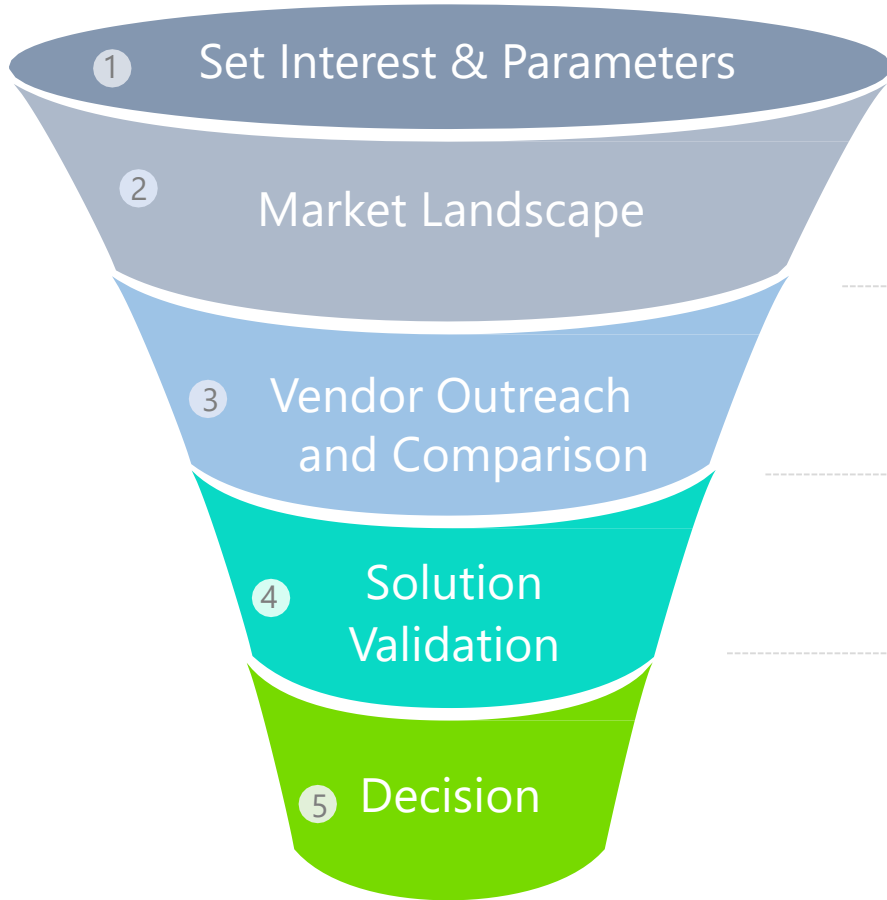 1 Set Interest & Parameters
2 Market Landscape
3 Vendor Outreach
and Comparison
4 Solution
Validation
5 Decision